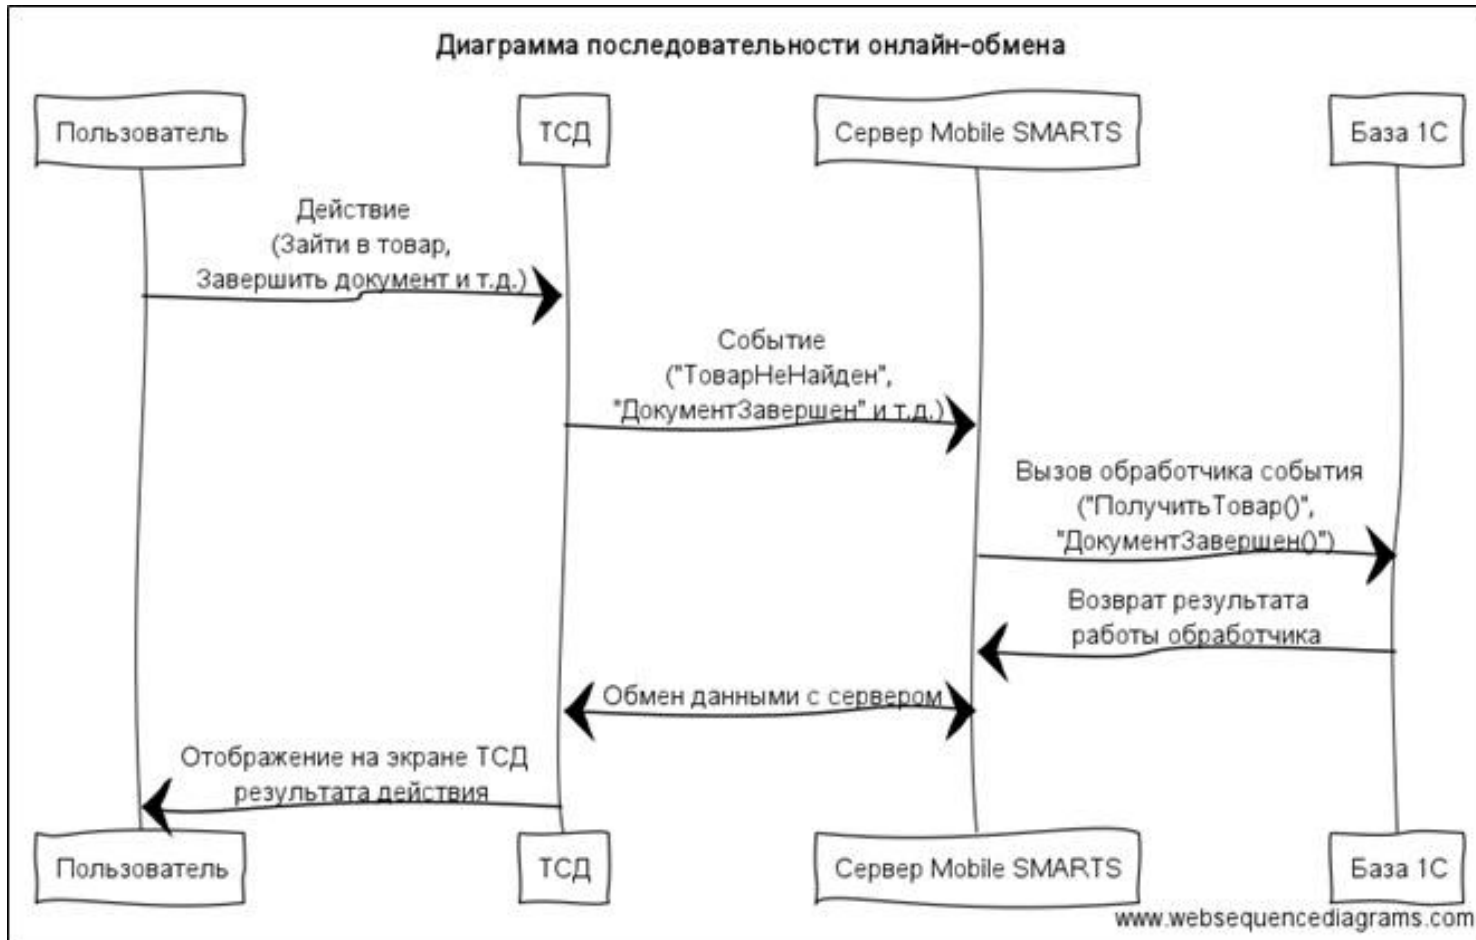 Диаграмма последовательности онлайн-обмена
Пользователь
ТСД
Сервер Mobile SMARTS
База 1С
Действие
(Зайти в товар,
Завершить документ и т.д.)
Событие
("ТоварНеНайден",
"ДокументЗавершен" и т.д.)
Вызов обработчика события
("ПолучитьТовар()",
"ДокументЗавершен()")
Возврат результата
работы обработчика
Обмен данными с сервером
Отображение на экране ТСД
результата действия
Пользователь
ТСД
Сервер Mobile SMARTS
База 1С
www.websequencediagrams.com